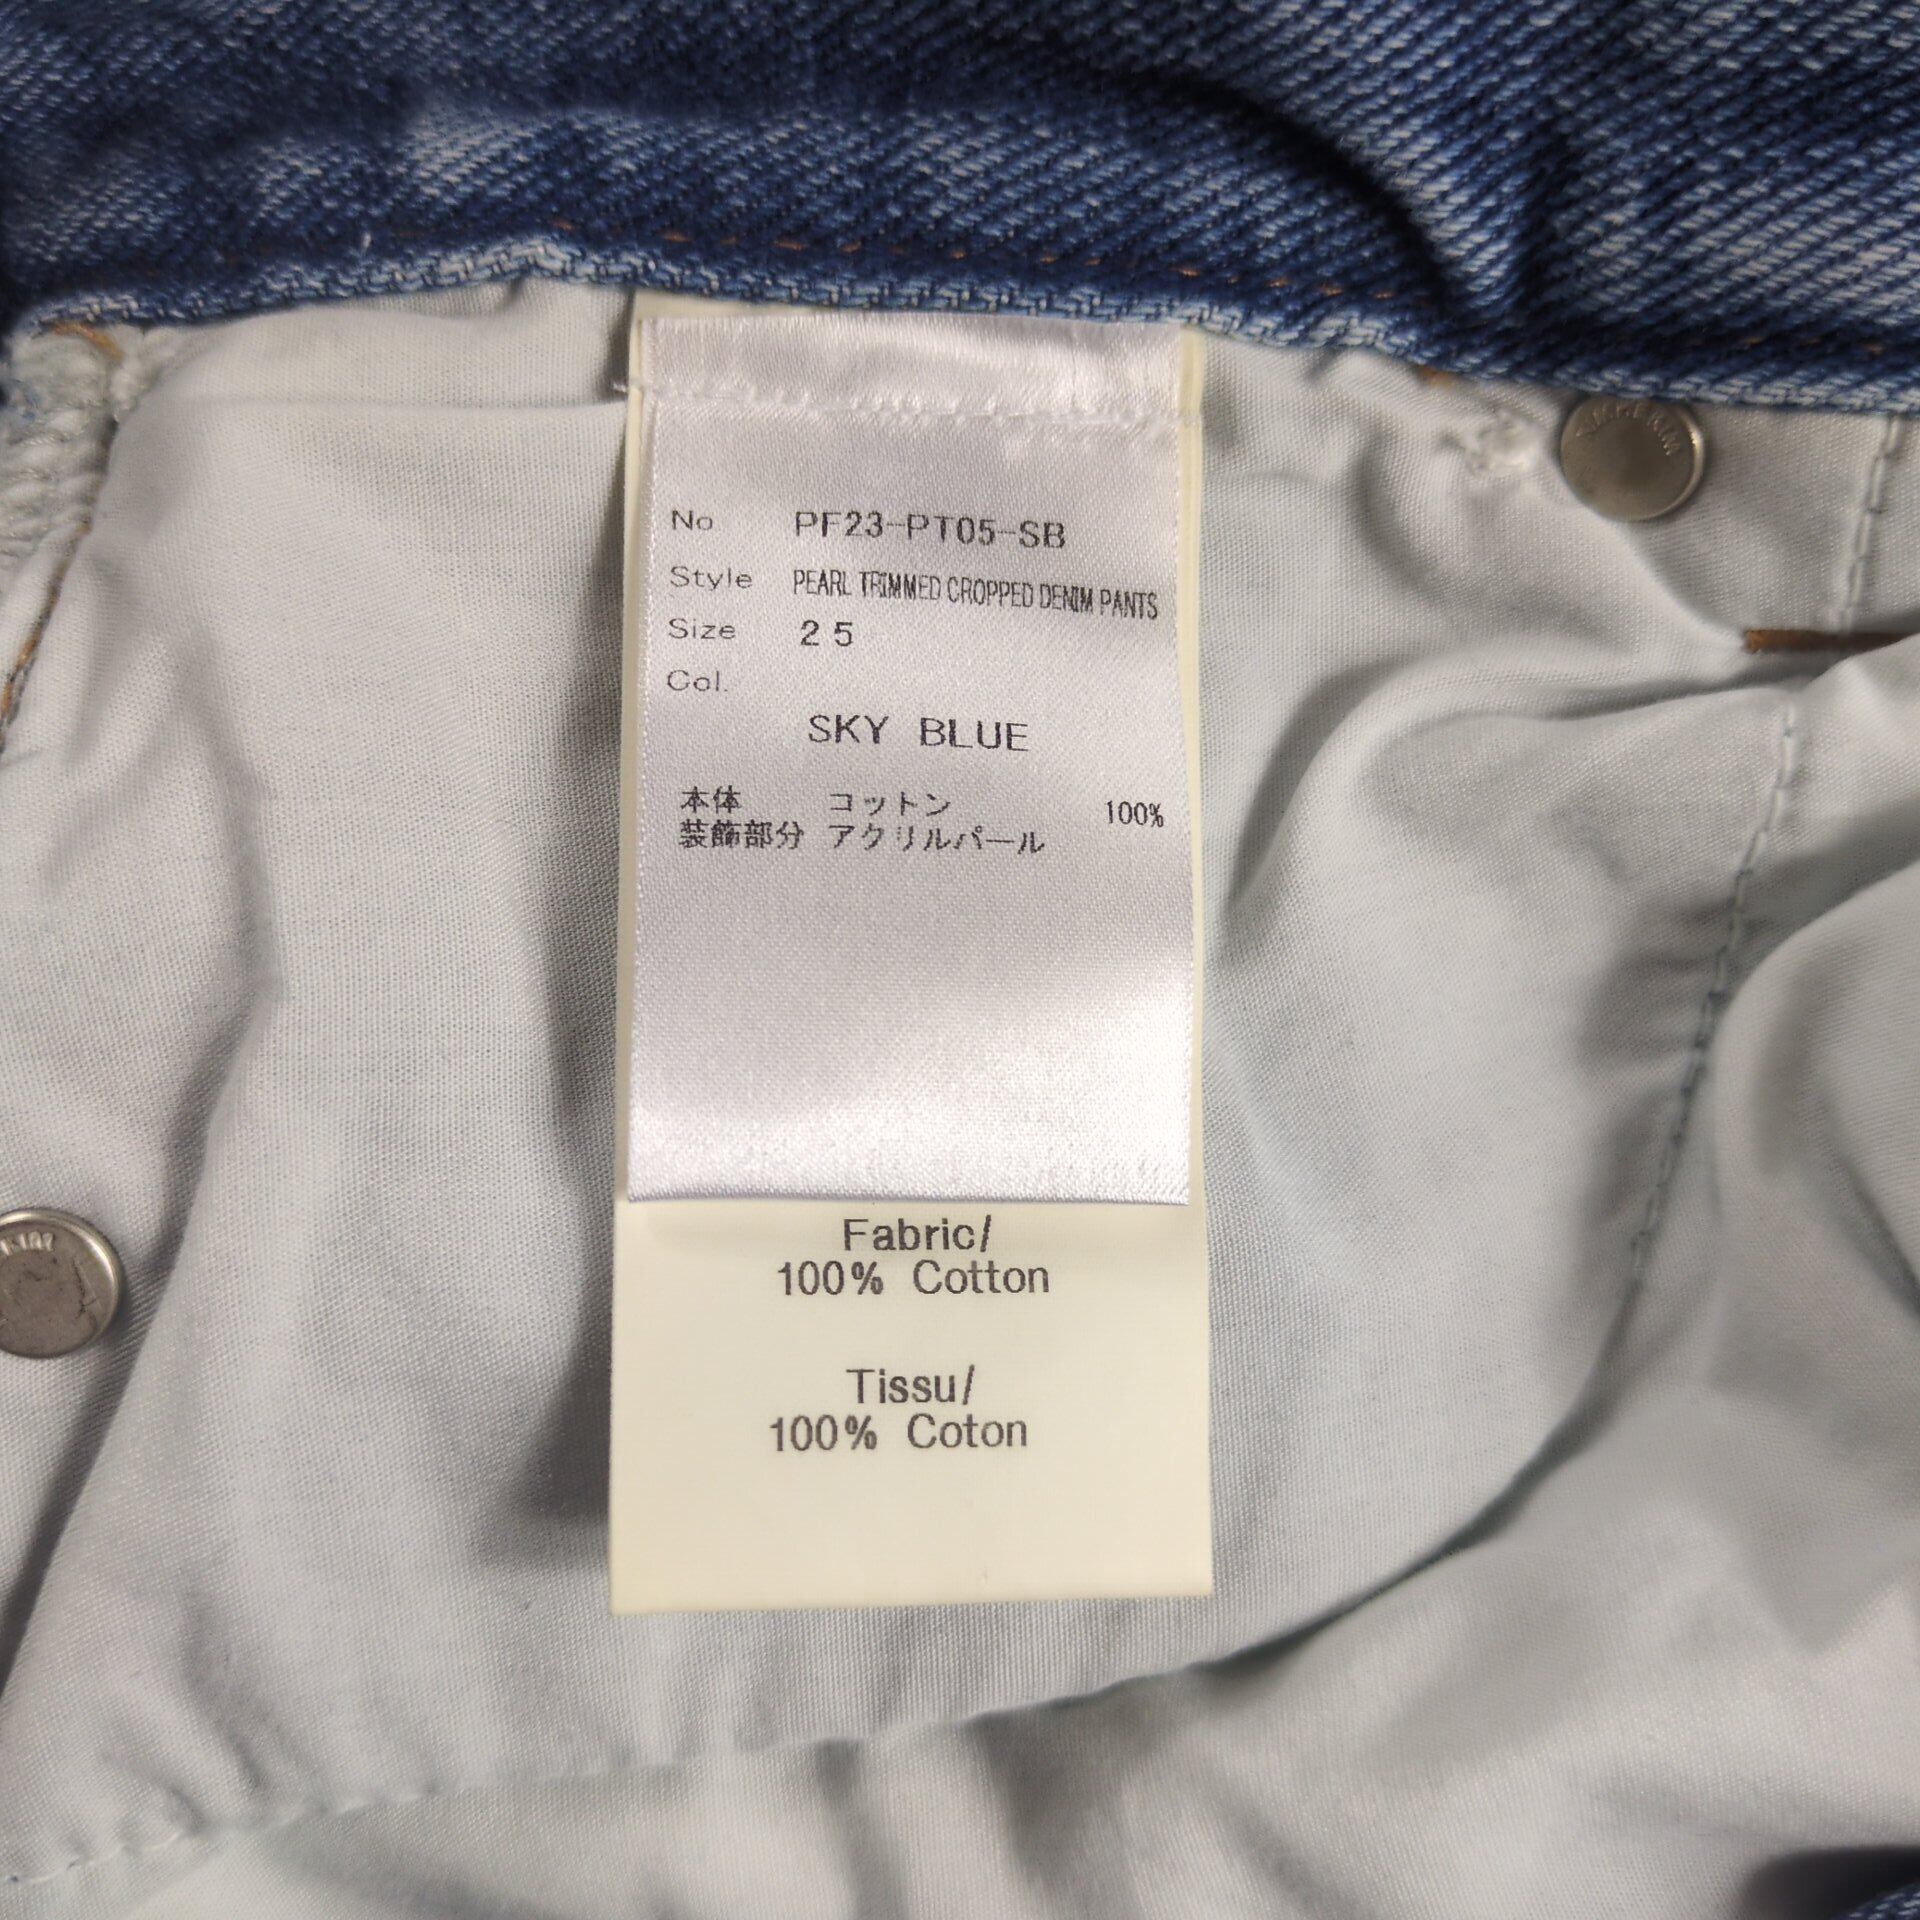 No PF23-PT05-SB
Style PEARL TRIMMED CROPPED DENIM PANTS
Size 25
Col.
SKY BLUE
本体 コットン 100%
装飾部分 アクリルパール
Fabric/
100% Cotton
Tissu/
100% Coton